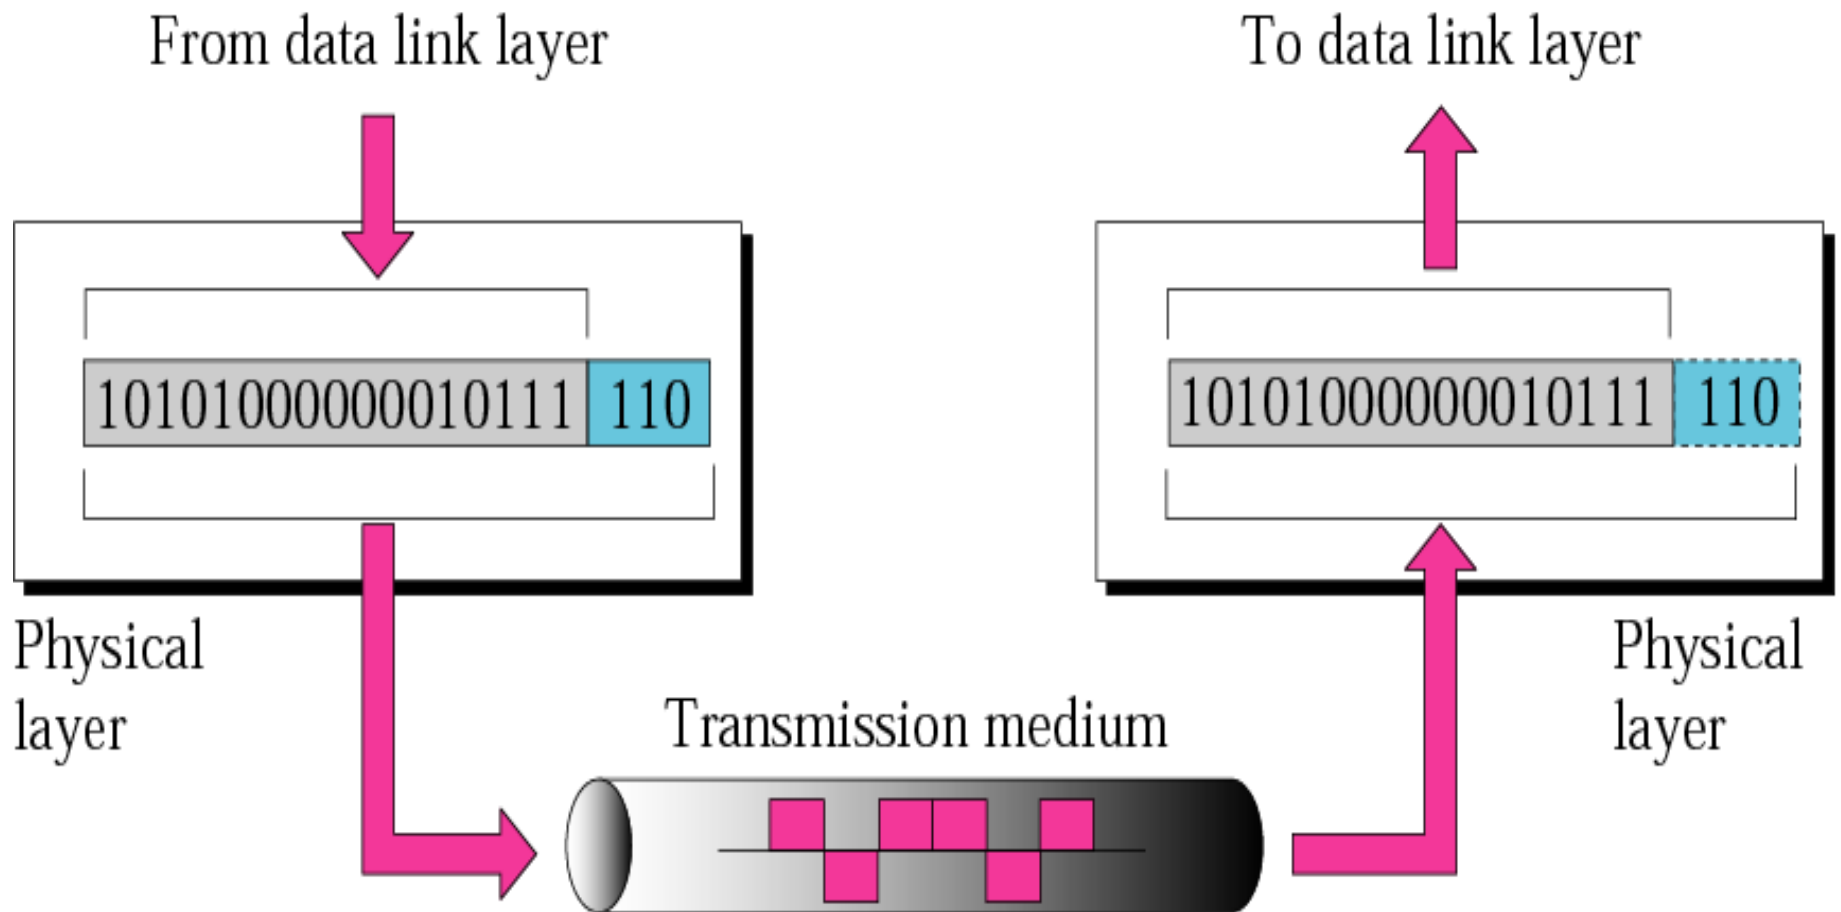 From data link layer
To data link layer
10101000000010111 110
10101000000010111 110
Physical
layer
Physical
layer
Transmission medium